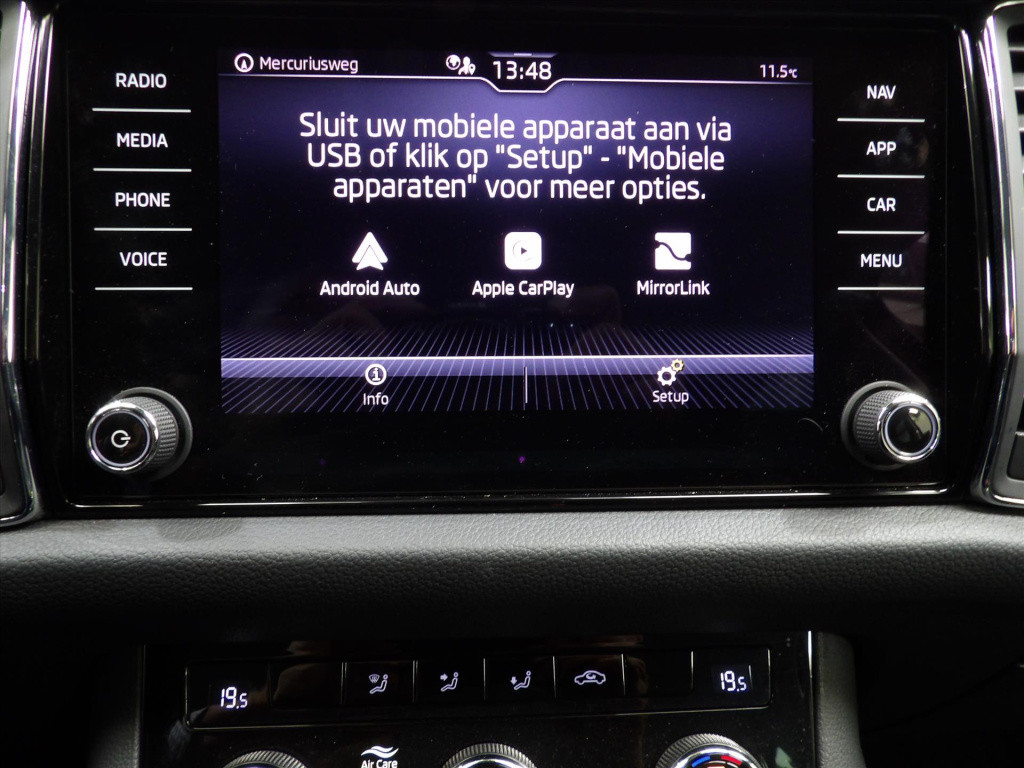 Mercuriusweg
13:48
11.5°C
RADIO
MEDIA
PHONE
VOICE
Sluit uw mobiele apparaat aan via
USB of klik op "Setup" - "Mobiele
apparaten" voor meer opties.
Android Auto
Apple CarPlay
MirrorLink
Info
Setup
NAV
APP
CAR
MENU
19.5
19.5
Air Care